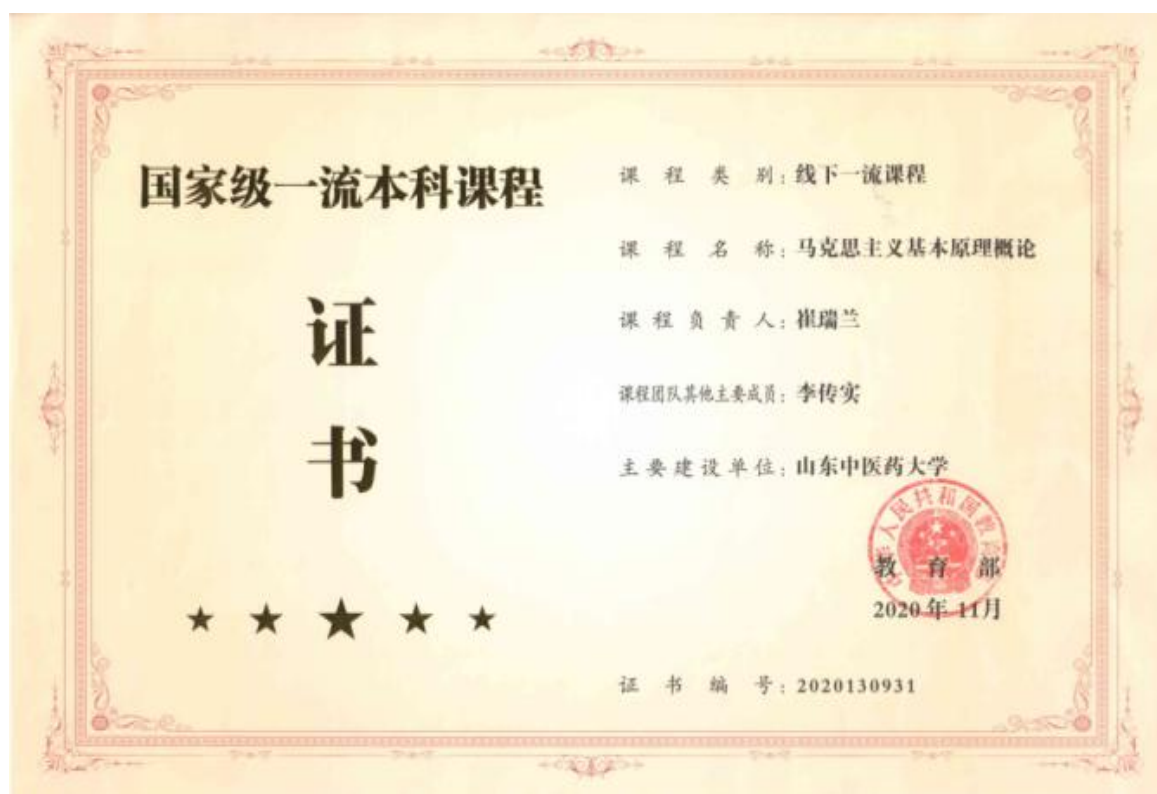 国家级一流本科课程
证
书
课程类别：线下一流课程
课程名称：马克思主义基本原理概论
课程负责人：崔瑞兰
课程团队其他主要成员：李传实
主要建设单位：山东中医药大学
教育部
2020年11月
证书编号：2020130931